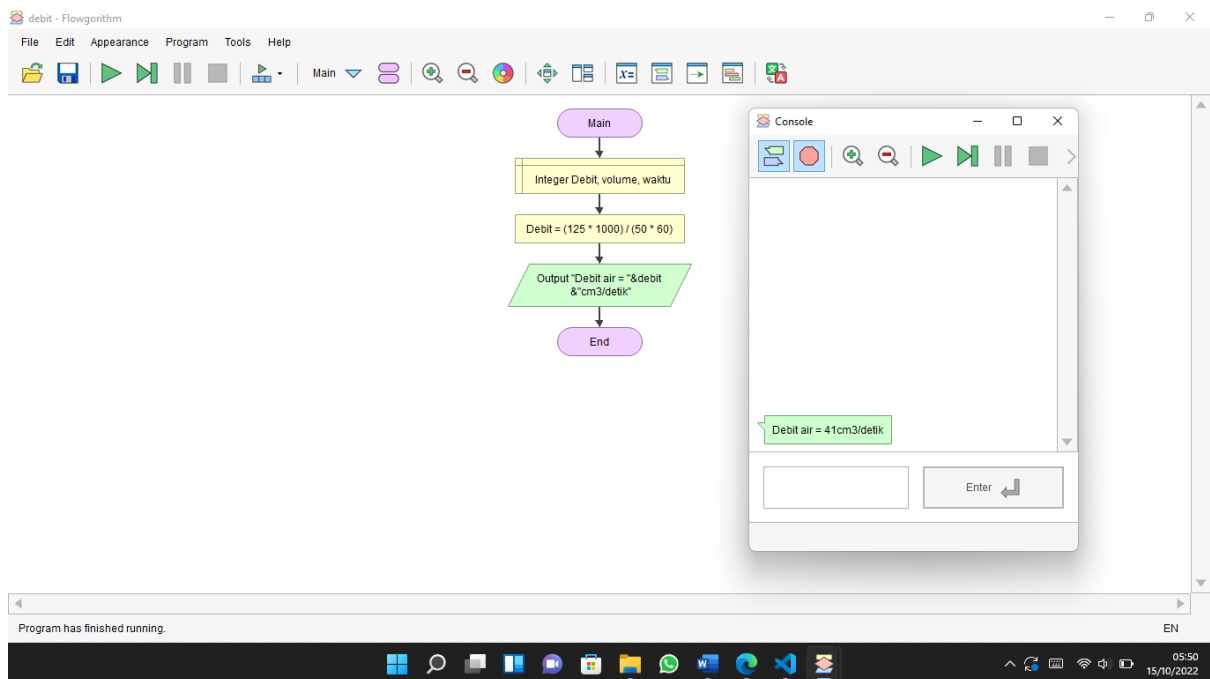 debit - Flowgorithm
File Edit Appearance Program Tools Help
Main
x=
Main
Integer Debit, volume, waktu
Debit = (125 * 1000) / (50 * 60)
Output "Debit air = "&debit
&"cm3/detik"
End
Console
Debit air = 41cm3/detik
Enter
Program has finished running.
EN
05:50
15/10/2022